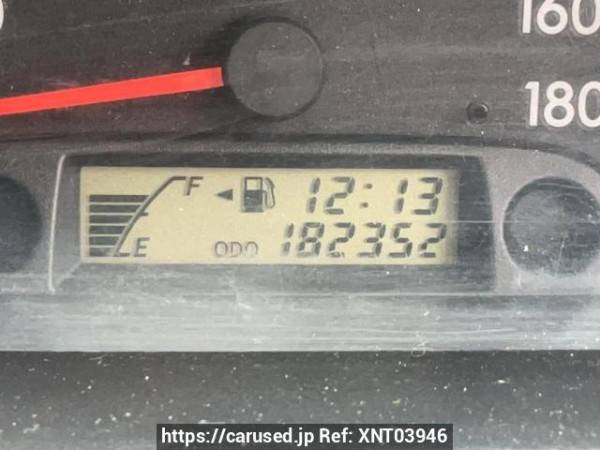 160
180
F 12:13
E ODO 182352
https://carused.jp Ref: XNT03946